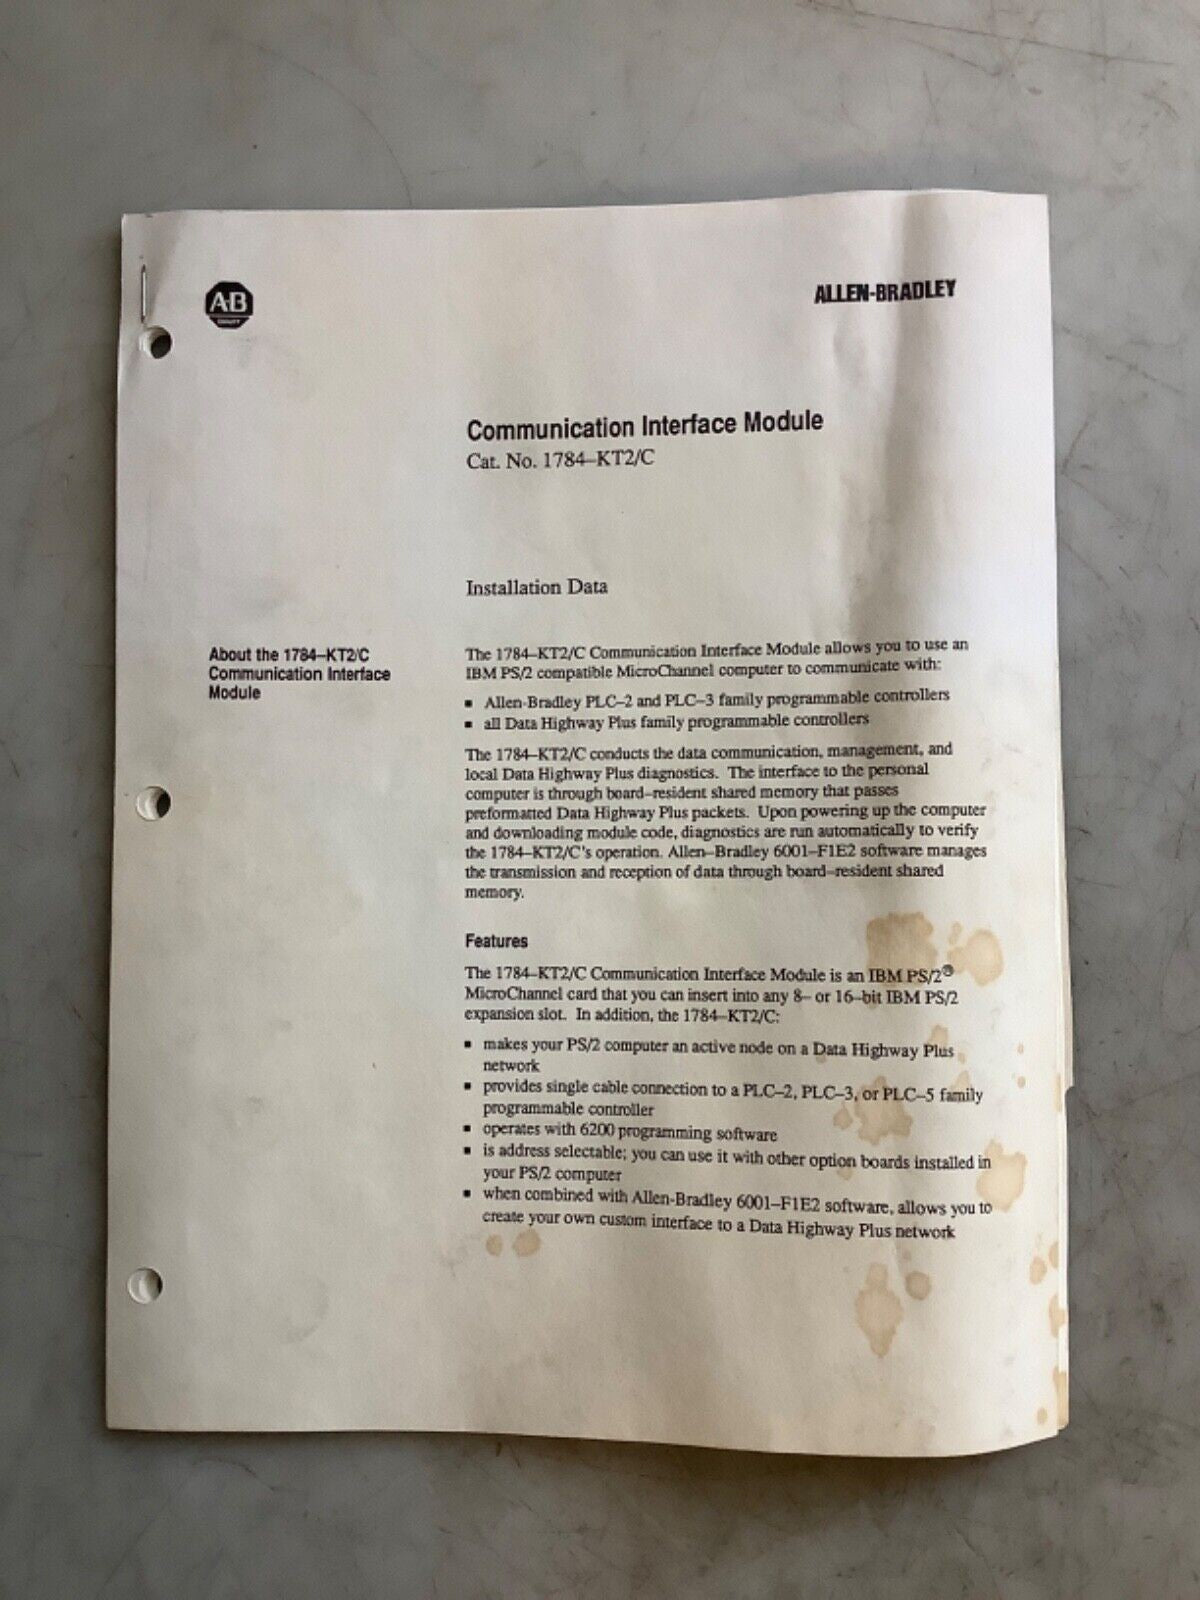 A-B
QUALITY
ALLEN-BRADLEY
Communication Interface Module
Cat. No. 1784–KT2/C
Installation Data
About the 1784–KT2/C
Communication Interface
Module
The 1784–KT2/C Communication Interface Module allows you to use an
IBM PS/2 compatible MicroChannel computer to communicate with:
▪ Allen-Bradley PLC–2 and PLC–3 family programmable controllers
▪ all Data Highway Plus family programmable controllers
The 1784–KT2/C conducts the data communication, management, and
local Data Highway Plus diagnostics. The interface to the personal
computer is through board–resident shared memory that passes
preformatted Data Highway Plus packets. Upon powering up the computer
and downloading module code, diagnostics are run automatically to verify
the 1784–KT2/C's operation. Allen–Bradley 6001–F1E2 software manages
the transmission and reception of data through board–resident shared
memory.
Features
The 1784–KT2/C Communication Interface Module is an IBM PS/2®
MicroChannel card that you can insert into any 8– or 16–bit IBM PS/2
expansion slot. In addition, the 1784–KT2/C:
▪ makes your PS/2 computer an active node on a Data Highway Plus
network
▪ provides single cable connection to a PLC–2, PLC–3, or PLC–5 family
programmable controller
▪ operates with 6200 programming software
▪ is address selectable; you can use it with other option boards installed in
your PS/2 computer
▪ when combined with Allen-Bradley 6001–F1E2 software, allows you to
create your own custom interface to a Data Highway Plus network